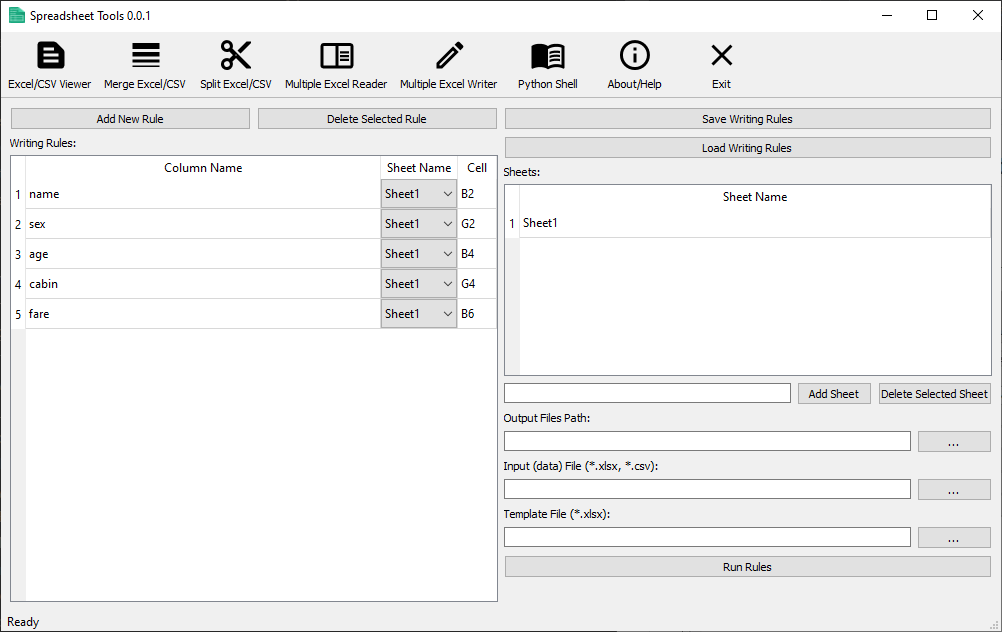 Spreadsheet Tools 0.0.1
Excel/CSV Viewer Merge Excel/CSV Split Excel/CSV Multiple Excel Reader Multiple Excel Writer Python Shell About/Help Exit
Add New Rule Delete Selected Rule
Writing Rules:
Column Name Sheet Name Cell
1 name Sheet1 B2
2 sex Sheet1 G2
3 age Sheet1 B4
4 cabin Sheet1 G4
5 fare Sheet1 B6
Save Writing Rules
Load Writing Rules
Sheets:
Sheet Name
1 Sheet1
Add Sheet Delete Selected Sheet
Output Files Path:
...
Input (data) File (*.xlsx, *.csv):
...
Template File (*.xlsx):
...
Run Rules
Ready